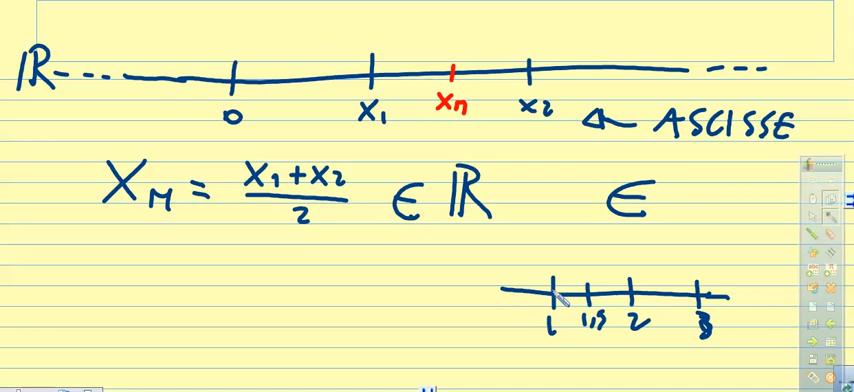 ℝ
0 x₁ xₘ x₂ ← ASCISSE
Xₘ = (x₁ + x₂)/2 ∈ ℝ ∈
1 1,5 2 3